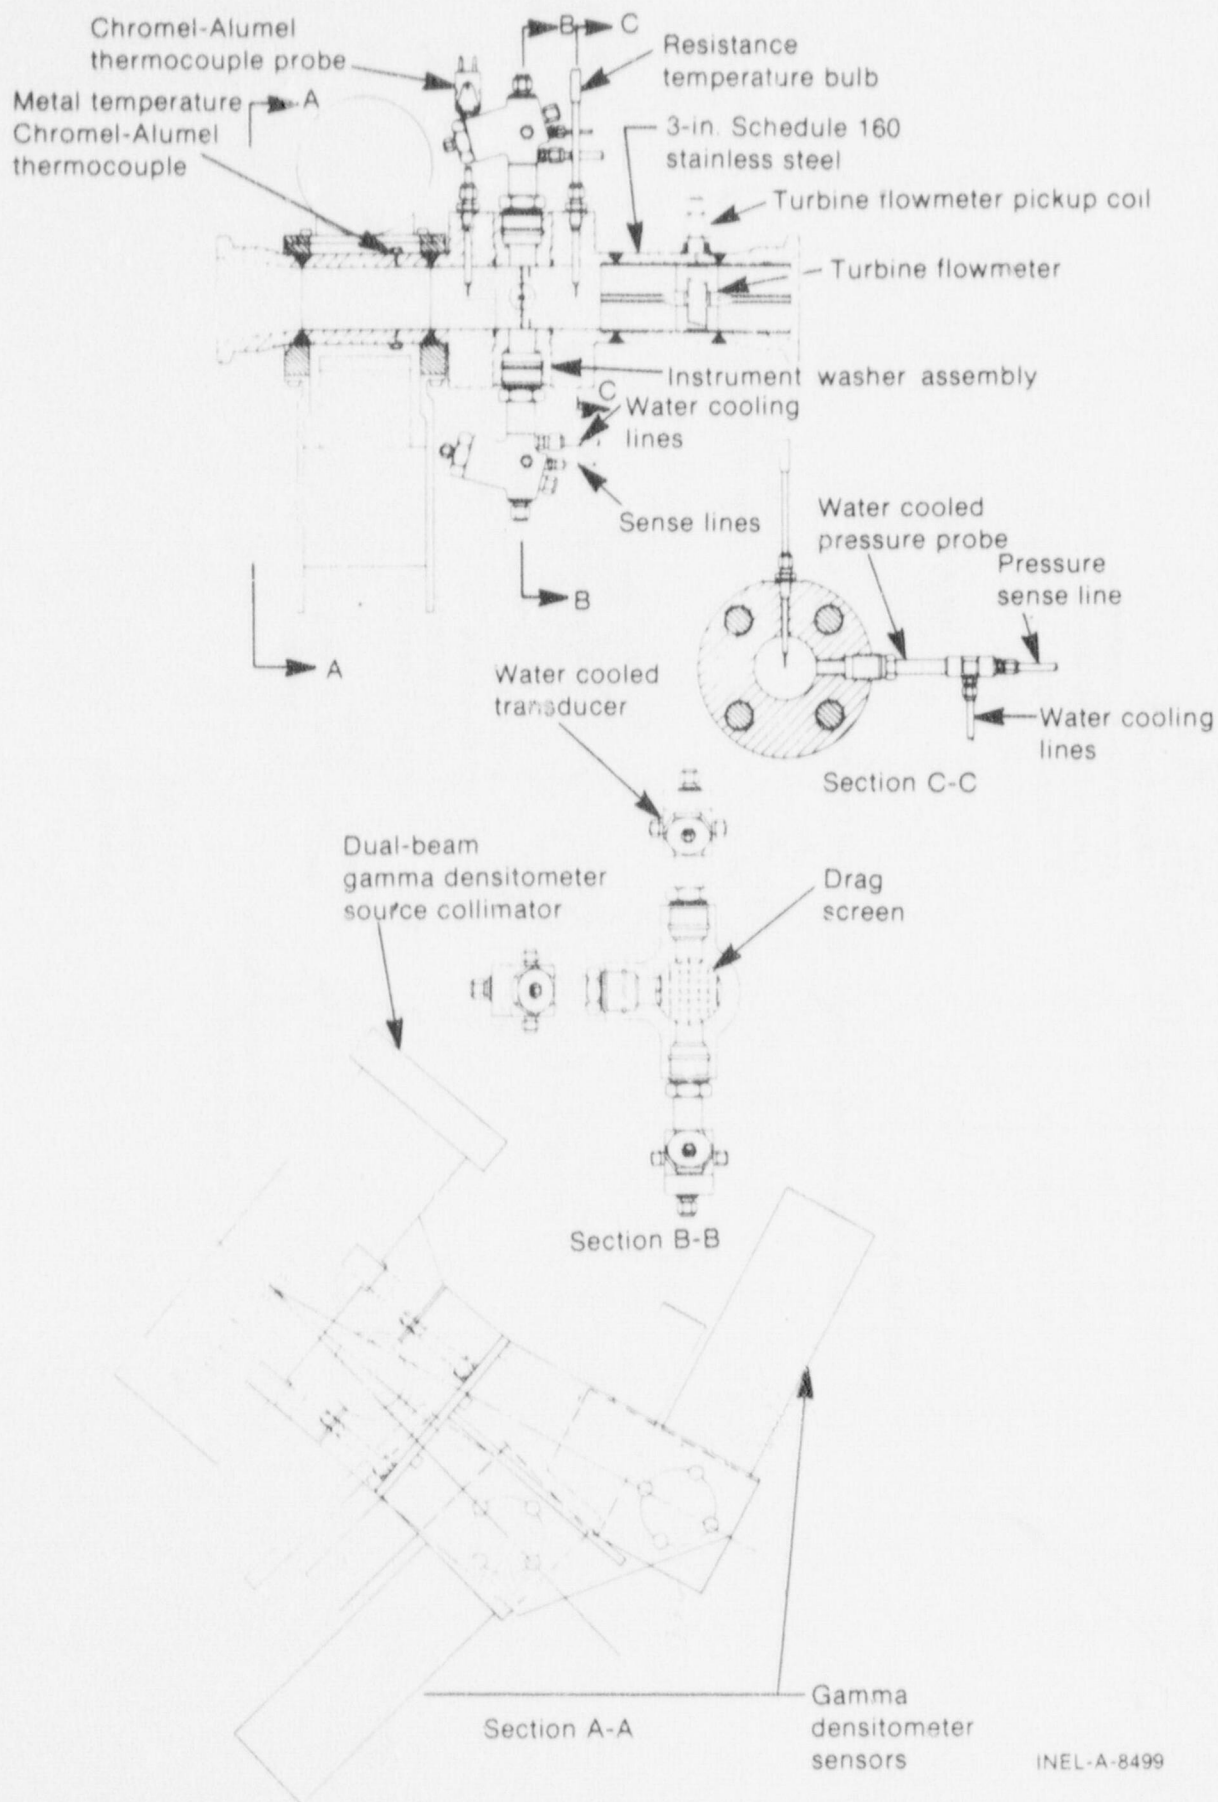 Chromel-Alumel
thermocouple probe
B
C
Resistance
temperature bulb
Metal temperature
Chromel-Alumel
thermocouple
A
3-in. Schedule 160
stainless steel
Turbine flowmeter pickup coil
Turbine flowmeter
Instrument washer assembly
C
Water cooling
lines
Sense lines
B
A
Water cooled
pressure probe
Pressure
sense line
Water cooling
lines
Section C-C
Water cooled
transducer
Dual-beam
gamma densitometer
source collimator
Drag
screen
Section B-B
Section A-A
Gamma
densitometer
sensors
INEL-A-8499